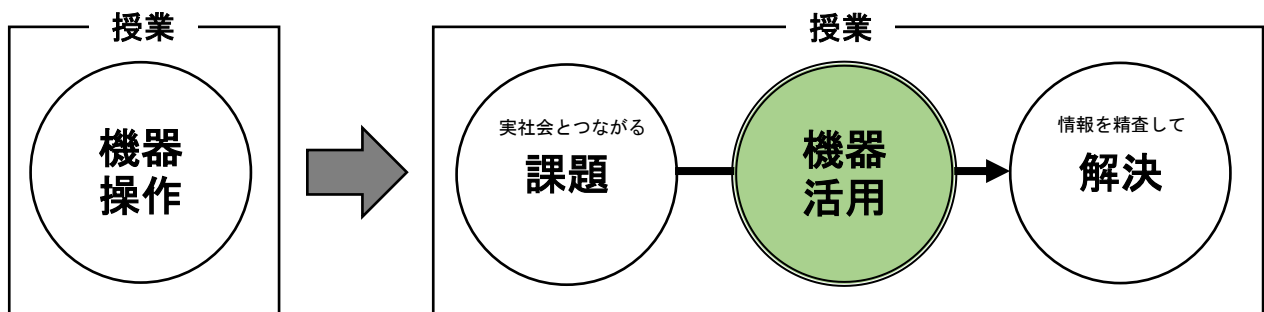 授業
機器
操作
授業
実社会とつながる
課題
機器
活用
情報を精査して
解決